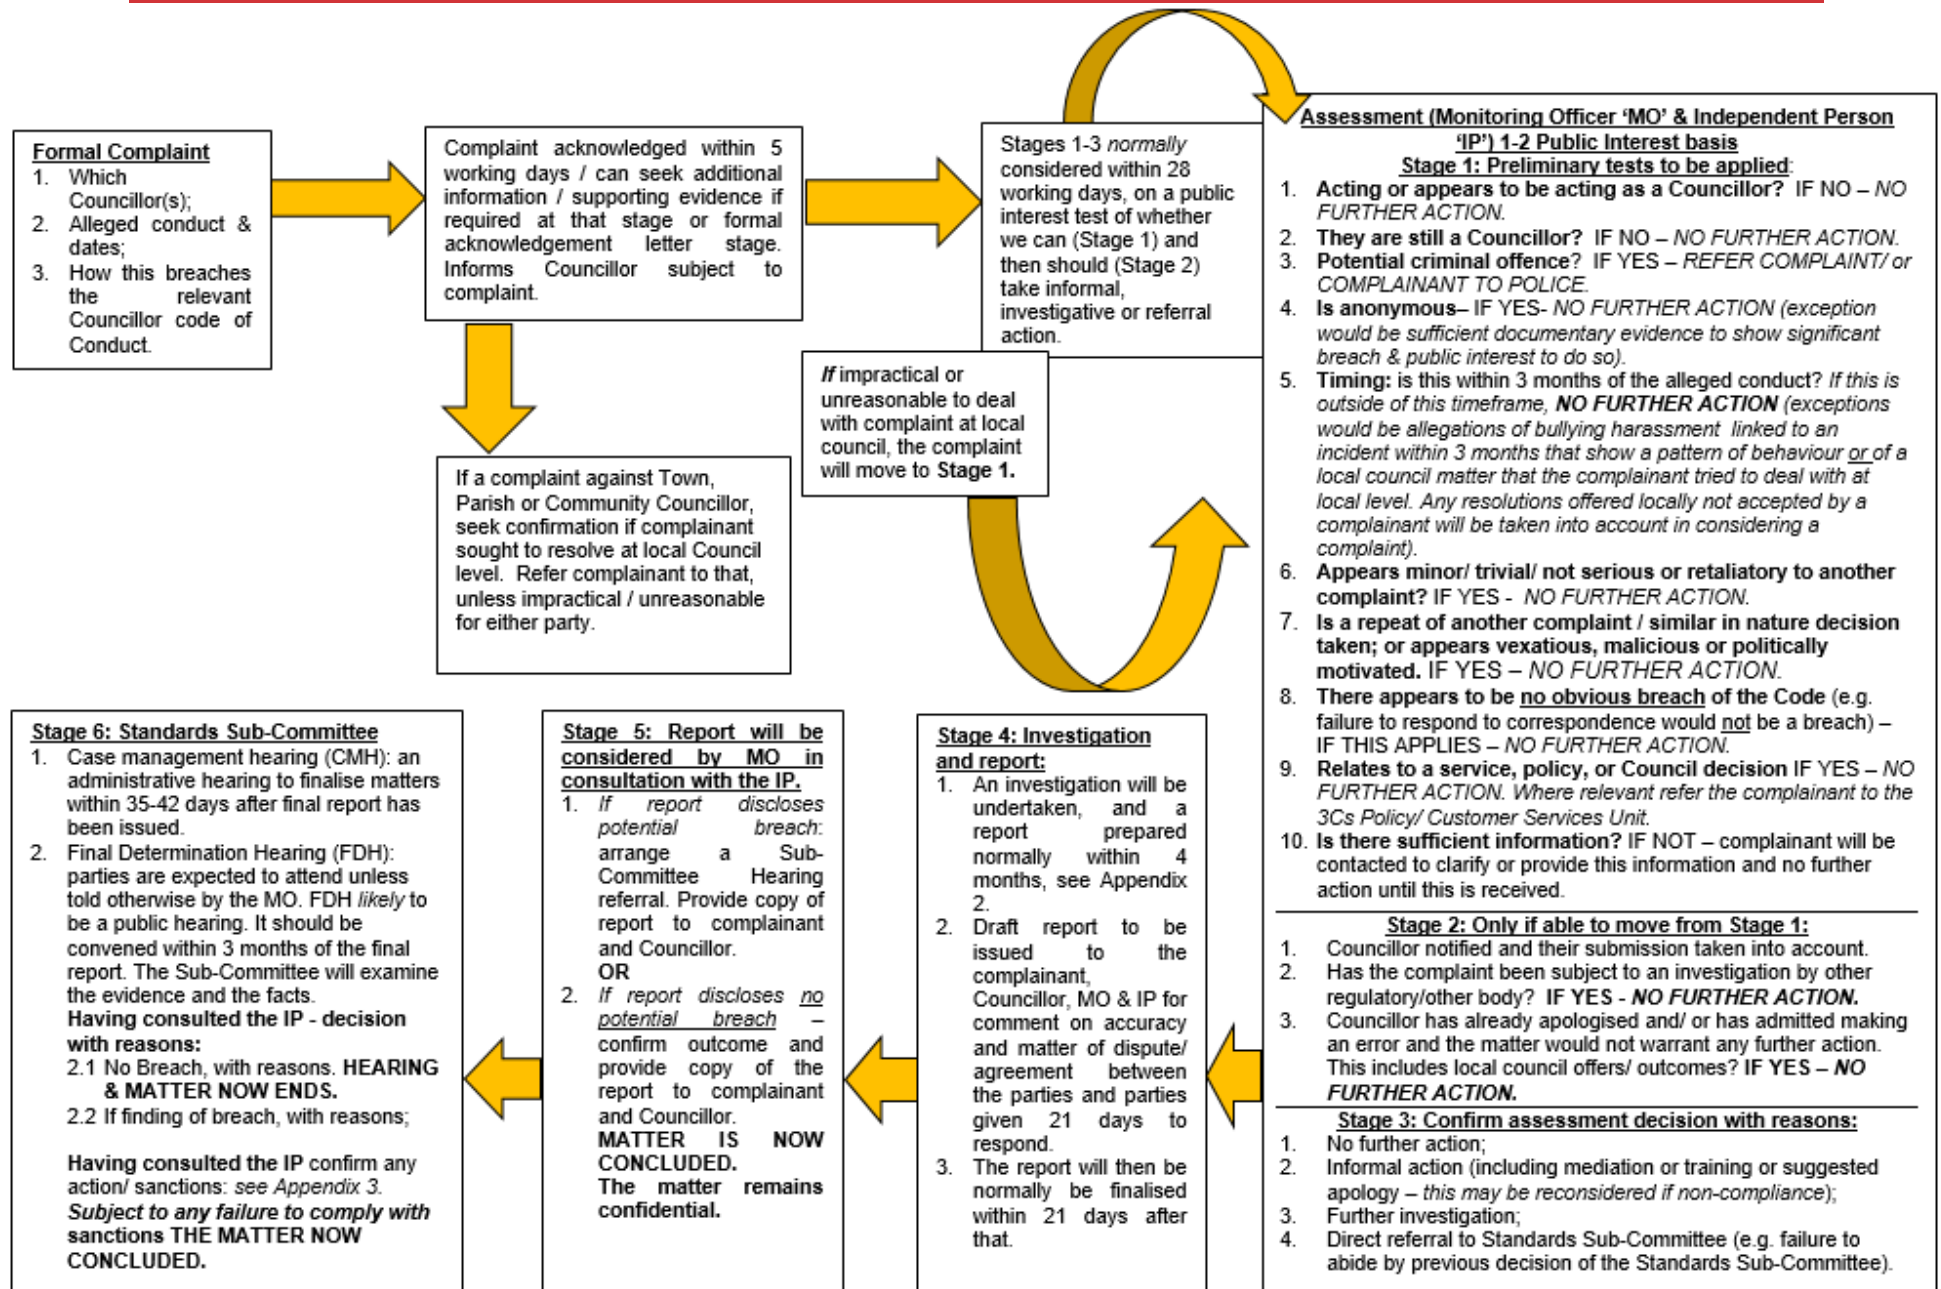 Formal Complaint
1. Which
Councillor(s);
2. Alleged conduct &
dates;
3. How this breaches
the relevant
Councillor code of
Conduct.
Complaint acknowledged within 5
working days / can seek additional
information / supporting evidence if
required at that stage or formal
acknowledgement letter stage.
Informs Councillor subject to
complaint.
If a complaint against Town,
Parish or Community Councillor,
seek confirmation if complainant
sought to resolve at local Council
level. Refer complainant to that,
unless impractical / unreasonable
for either party.
Stages 1-3 normally
considered within 28
working days, on a public
interest test of whether
we can (Stage 1) and
then should (Stage 2)
take informal,
investigative or referral
action.
If impractical or
unreasonable to deal
with complaint at local
council, the complaint
will move to Stage 1.
Assessment (Monitoring Officer ‘MO’ & Independent Person
‘IP’) 1-2 Public Interest basis
Stage 1: Preliminary tests to be applied:
1. Acting or appears to be acting as a Councillor? IF NO – NO
FURTHER ACTION.
2. They are still a Councillor? IF NO – NO FURTHER ACTION.
3. Potential criminal offence? IF YES – REFER COMPLAINT/ or
COMPLAINANT TO POLICE.
4. Is anonymous– IF YES- NO FURTHER ACTION (exception
would be sufficient documentary evidence to show significant
breach & public interest to do so).
5. Timing: is this within 3 months of the alleged conduct? If this is
outside of this timeframe, NO FURTHER ACTION (exceptions
would be allegations of bullying harassment linked to an
incident within 3 months that show a pattern of behaviour or of a
local council matter that the complainant tried to deal with at
local level. Any resolutions offered locally not accepted by a
complainant will be taken into account in considering a
complaint).
6. Appears minor/ trivial/ not serious or retaliatory to another
complaint? IF YES - NO FURTHER ACTION.
7. Is a repeat of another complaint / similar in nature decision
taken; or appears vexatious, malicious or politically
motivated. IF YES – NO FURTHER ACTION.
8. There appears to be no obvious breach of the Code (e.g.
failure to respond to correspondence would not be a breach) –
IF THIS APPLIES – NO FURTHER ACTION.
9. Relates to a service, policy, or Council decision IF YES – NO
FURTHER ACTION. Where relevant refer the complainant to the
3Cs Policy/ Customer Services Unit.
10. Is there sufficient information? IF NOT – complainant will be
contacted to clarify or provide this information and no further
action until this is received.
Stage 2: Only if able to move from Stage 1:
1. Councillor notified and their submission taken into account.
2. Has the complaint been subject to an investigation by other
regulatory/other body? IF YES - NO FURTHER ACTION.
3. Councillor has already apologised and/ or has admitted making
an error and the matter would not warrant any further action.
This includes local council offers/ outcomes? IF YES – NO
FURTHER ACTION.
Stage 3: Confirm assessment decision with reasons:
1. No further action;
2. Informal action (including mediation or training or suggested
apology – this may be reconsidered if non-compliance);
3. Further investigation;
4. Direct referral to Standards Sub-Committee (e.g. failure to
abide by previous decision of the Standards Sub-Committee).
Stage 4: Investigation
and report:
1. An investigation will be
undertaken, and a
report prepared
normally within 4
months, see Appendix
2.
2. Draft report to be
issued to the
complainant,
Councillor, MO & IP for
comment on accuracy
and matter of dispute/
agreement between
the parties and parties
given 21 days to
respond.
3. The report will then be
normally be finalised
within 21 days after
that.
Stage 5: Report will be
considered by MO in
consultation with the IP.
1. If report discloses
potential breach:
arrange a Sub-
Committee Hearing
referral. Provide copy of
report to complainant
and Councillor.
OR
2. If report discloses no
potential breach –
confirm outcome and
provide copy of the
report to complainant
and Councillor.
MATTER IS NOW
CONCLUDED.
The matter remains
confidential.
Stage 6: Standards Sub-Committee
1. Case management hearing (CMH): an
administrative hearing to finalise matters
within 35-42 days after final report has
been issued.
2. Final Determination Hearing (FDH):
parties are expected to attend unless
told otherwise by the MO. FDH likely to
be a public hearing. It should be
convened within 3 months of the final
report. The Sub-Committee will examine
the evidence and the facts.
Having consulted the IP - decision
with reasons:
2.1 No Breach, with reasons. HEARING
& MATTER NOW ENDS.
2.2 If finding of breach, with reasons;
Having consulted the IP confirm any
action/ sanctions: see Appendix 3.
Subject to any failure to comply with
sanctions THE MATTER NOW
CONCLUDED.